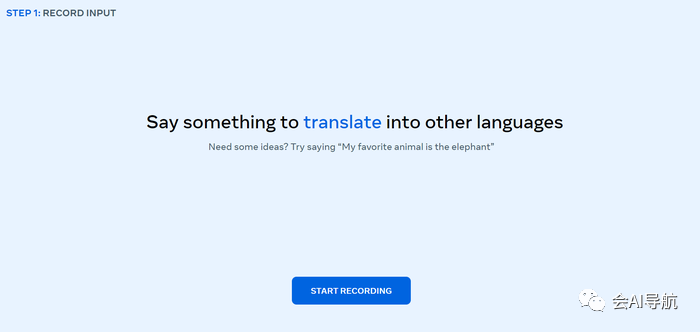 STEP 1: RECORD INPUT
Say something to translate into other languages
Need some ideas? Try saying “My favorite animal is the elephant”
START RECORDING
会AI导航